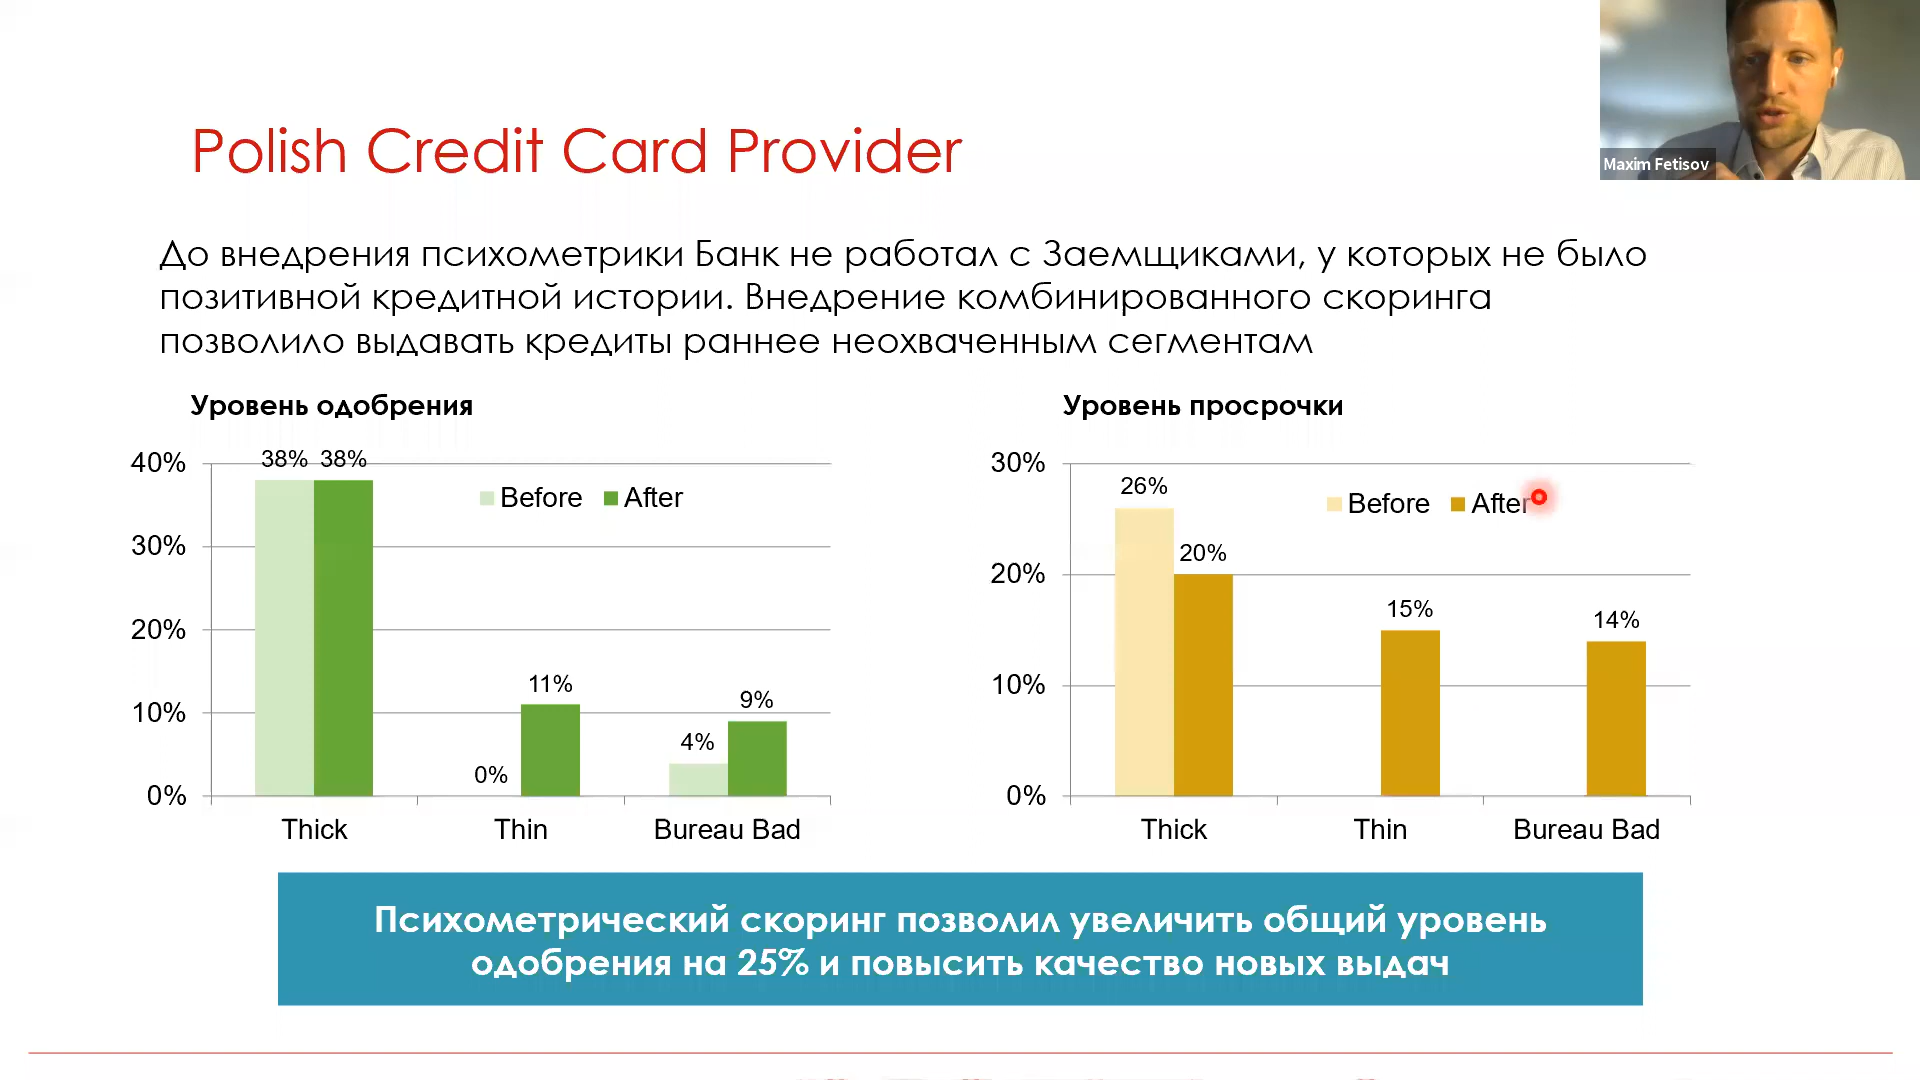 Maxim Fetisov
Polish Credit Card Provider
До внедрения психометрики Банк не работал с Заемщиками, у которых не было
позитивной кредитной истории. Внедрение комбинированного скоринга
позволило выдавать кредиты раннее неохваченным сегментам
Уровень одобрения
40%
30%
20%
10%
0%
38% 38%
0%
11%
4%
9%
Before After
Thick Thin Bureau Bad
Уровень просрочки
30%
20%
10%
0%
26%
20%
15%
14%
Before After
Thick Thin Bureau Bad
Психометрический скоринг позволил увеличить общий уровень
одобрения на 25% и повысить качество новых выдач